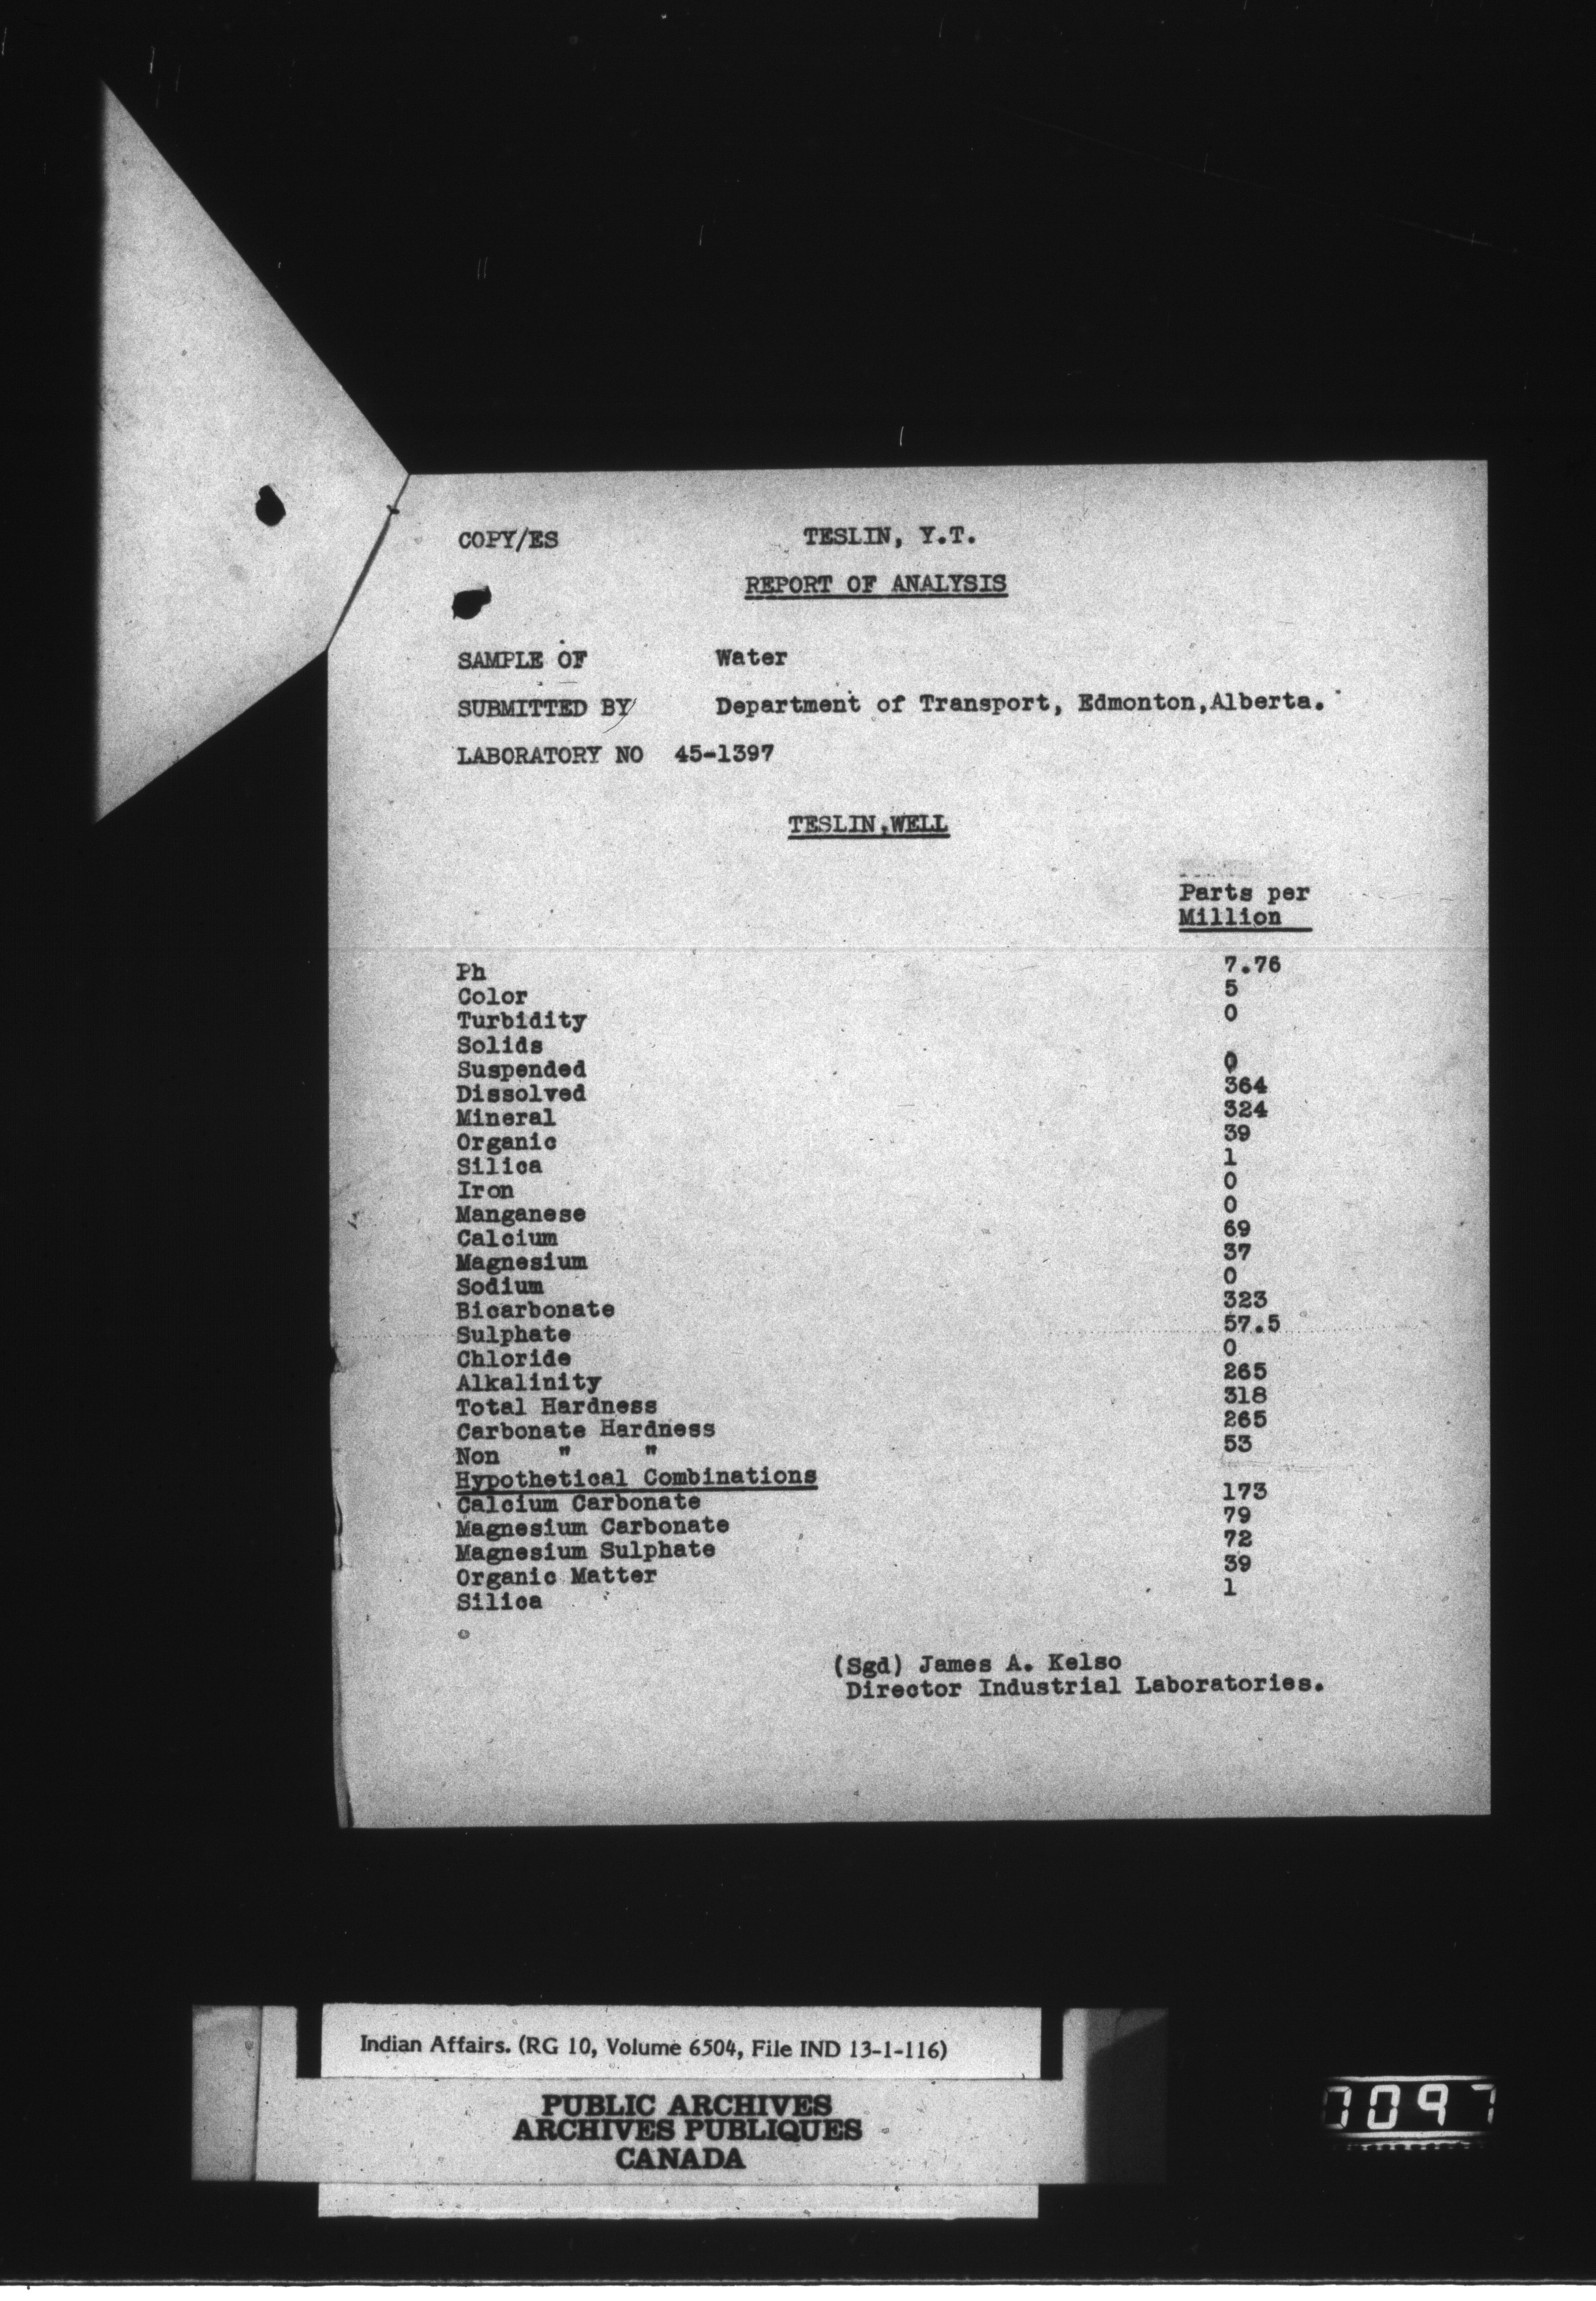 COPY/ES TESLIN, Y.T.
REPORT OF ANALYSIS
SAMPLE OF Water
SUBMITTED BY Department of Transport, Edmonton,Alberta.
LABORATORY NO 45-1397
TESLIN,WELL
Parts per
Million
Ph 7.76
Color 5
Turbidity 0
Solids
Suspended 0
Dissolved 364
Mineral 324
Organic 39
Silica 1
Iron 0
Manganese 0
Calcium 69
Magnesium 37
Sodium 0
Bicarbonate 323
Sulphate 57.5
Chloride 0
Alkalinity 265
Total Hardness 318
Carbonate Hardness 265
Non " " 53
Hypothetical Combinations
Calcium Carbonate 173
Magnesium Carbonate 79
Magnesium Sulphate 72
Organic Matter 39
Silica 1
(Sgd) James A. Kelso
Director Industrial Laboratories.
Indian Affairs. (RG 10, Volume 6504, File IND 13-1-116)
PUBLIC ARCHIVES
ARCHIVES PUBLIQUES
CANADA